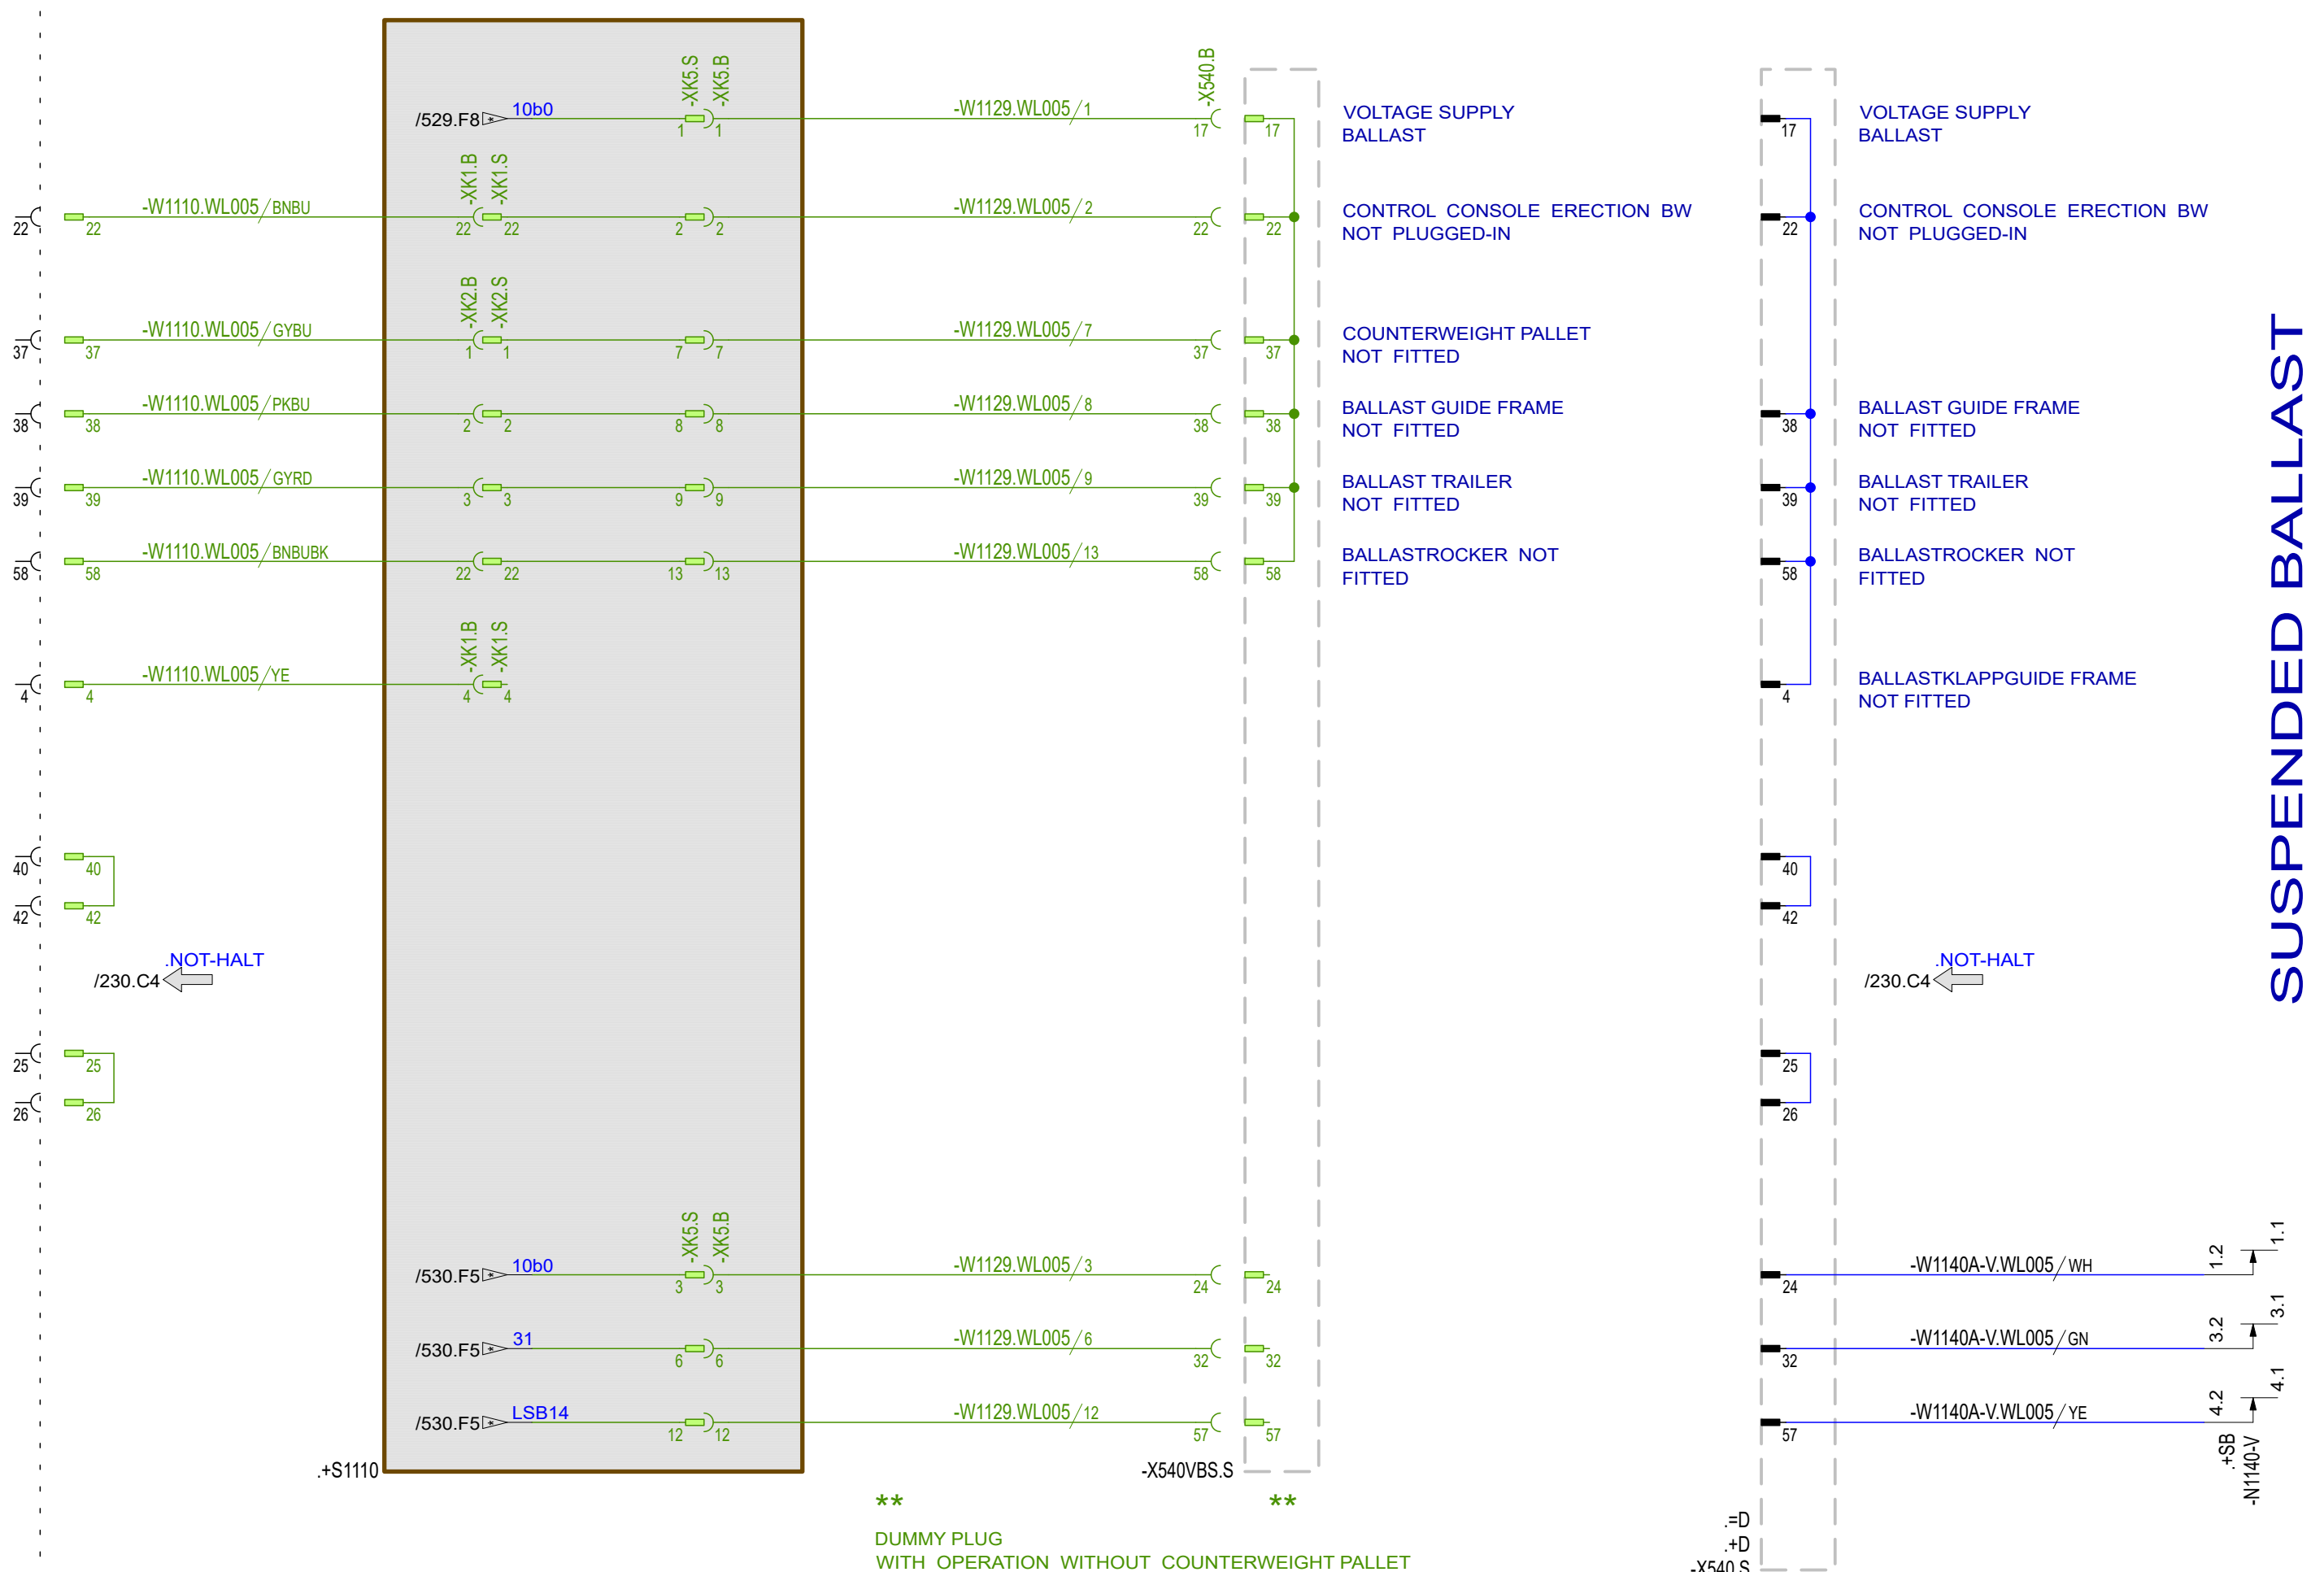 -XK5.S
-XK5.B
-X540.B
/529.F8
*
10b0
1
1
-W1129.WL005
1
17
17
VOLTAGE SUPPLY
BALLAST
17
VOLTAGE SUPPLY
BALLAST
-XK1.B
-XK1.S
22
22
-W1110.WL005
BNBU
22
22
2
2
-W1129.WL005
2
22
22
CONTROL CONSOLE ERECTION BW
NOT PLUGGED-IN
22
CONTROL CONSOLE ERECTION BW
NOT PLUGGED-IN
-XK2.B
-XK2.S
37
37
-W1110.WL005
GYBU
1
1
7
7
-W1129.WL005
7
37
37
COUNTERWEIGHT PALLET
NOT FITTED
38
38
-W1110.WL005
PKBU
2
2
8
8
-W1129.WL005
8
38
38
BALLAST GUIDE FRAME
NOT FITTED
38
BALLAST GUIDE FRAME
NOT FITTED
39
39
-W1110.WL005
GYRD
3
3
9
9
-W1129.WL005
9
39
39
BALLAST TRAILER
NOT FITTED
39
BALLAST TRAILER
NOT FITTED
58
58
-W1110.WL005
BNBUBK
22
22
13
13
-W1129.WL005
13
58
58
BALLASTROCKER NOT
FITTED
58
BALLASTROCKER NOT
FITTED
-XK1.B
-XK1.S
4
4
-W1110.WL005
YE
4
4
4
BALLASTKLAPPGUIDE FRAME
NOT FITTED
SUSPENDED BALLAST
40
40
40
42
42
42
.NOT-HALT
/230.C4
.NOT-HALT
/230.C4
25
25
25
26
26
26
-XK5.S
-XK5.B
/530.F5
*
10b0
3
3
-W1129.WL005
3
24
24
24
-W1140A-V.WL005
WH
1.2
1.1
/530.F5
*
31
6
6
-W1129.WL005
6
32
32
32
-W1140A-V.WL005
GN
3.2
3.1
/530.F5
*
LSB14
12
12
-W1129.WL005
12
57
57
57
-W1140A-V.WL005
YE
4.2
4.1
.+S1110
-X540VBS.S
.+SB
-N1140-V
**
**
DUMMY PLUG
WITH OPERATION WITHOUT COUNTERWEIGHT PALLET
.=D
.+D
-X540.S